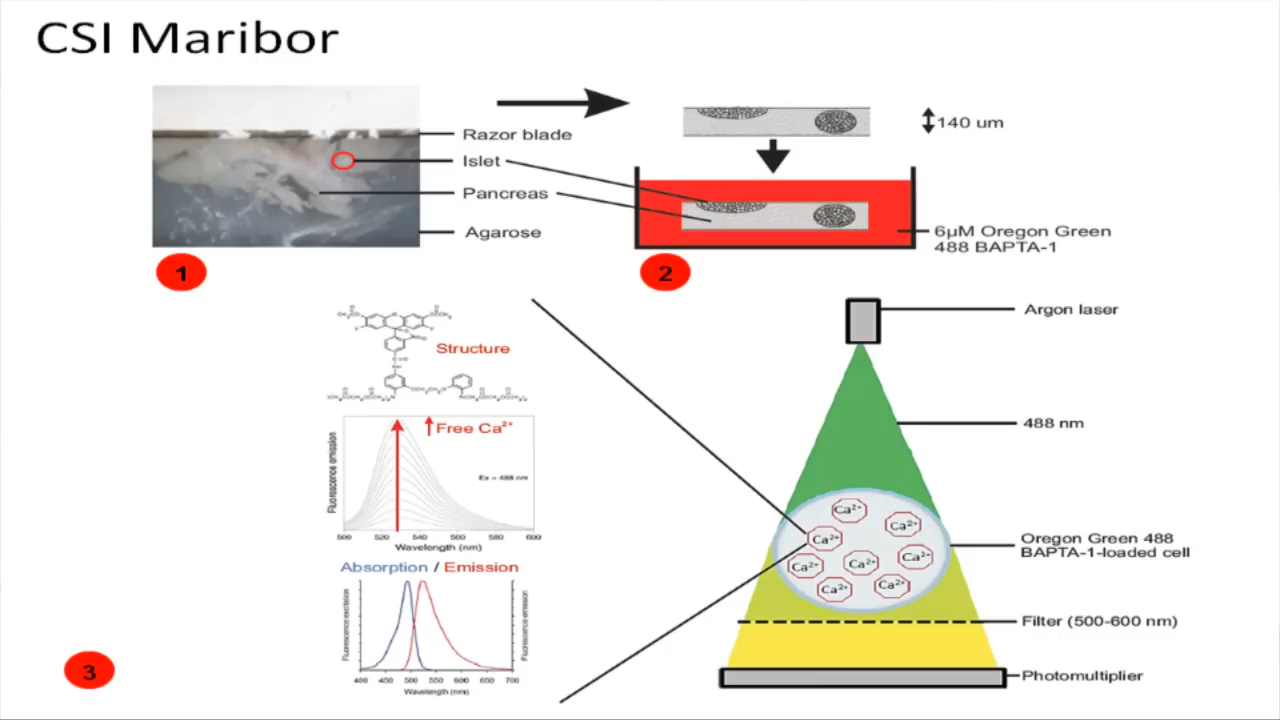 CSI Maribor
Razor blade
Islet
Pancreas
Agarose
1
140 um
6µM Oregon Green
488 BAPTA-1
2
Structure
Free Ca²⁺
Ex = 488 nm
Fluorescence emission
500 520 540 560 580 600
Wavelength (nm)
Absorption / Emission
Fluorescence excitation
Fluorescence emission
400 450 500 550 600 650 700
Wavelength (nm)
3
Argon laser
488 nm
Ca²⁺
Ca²⁺
Ca²⁺
Ca²⁺
Ca²⁺
Ca²⁺
Ca²⁺
Ca²⁺
Oregon Green 488
BAPTA-1-loaded cell
Filter (500-600 nm)
Photomultiplier